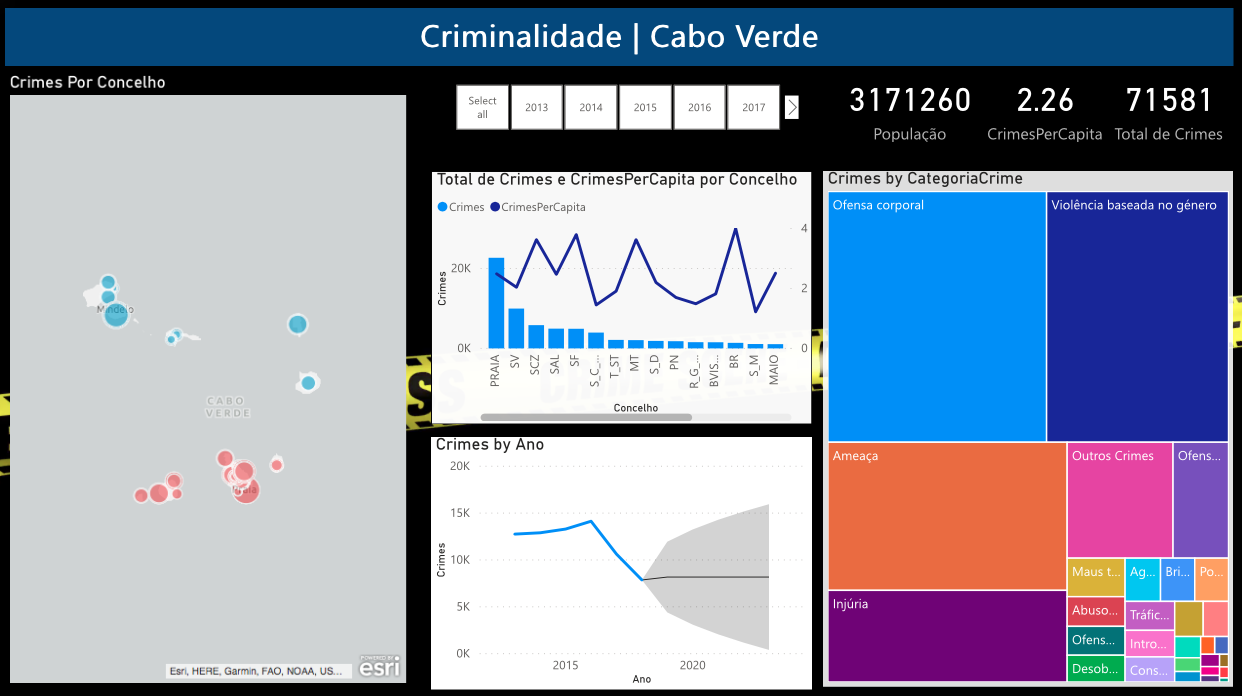 Criminalidade | Cabo Verde
Crimes Por Concelho
Select all
2013
2014
2015
2016
2017
3171260
População
2.26
CrimesPerCapita
71581
Total de Crimes
Mindelo
CABO
VERDE
Praia
Esri, HERE, Garmin, FAO, NOAA, US...
POWERED BY
esri
Total de Crimes e CrimesPerCapita por Concelho
Crimes
CrimesPerCapita
Crimes
20K
0K
4
2
0
PRAIA
SV
SCZ
SAL
SF
S_C_...
T_ST
MT
S_D
PN
R_G_...
BVIS...
BR
S_M
MAIO
Concelho
Crimes by Ano
Crimes
20K
15K
10K
5K
0K
2015
2020
Ano
Crimes by CategoriaCrime
Ofensa corporal
Violência baseada no género
Ameaça
Outros Crimes
Ofens...
Injúria
Maus t...
Ag...
Bri...
Po...
Abuso...
Tráfic...
Ofens...
Intro...
Desob...
Cons...